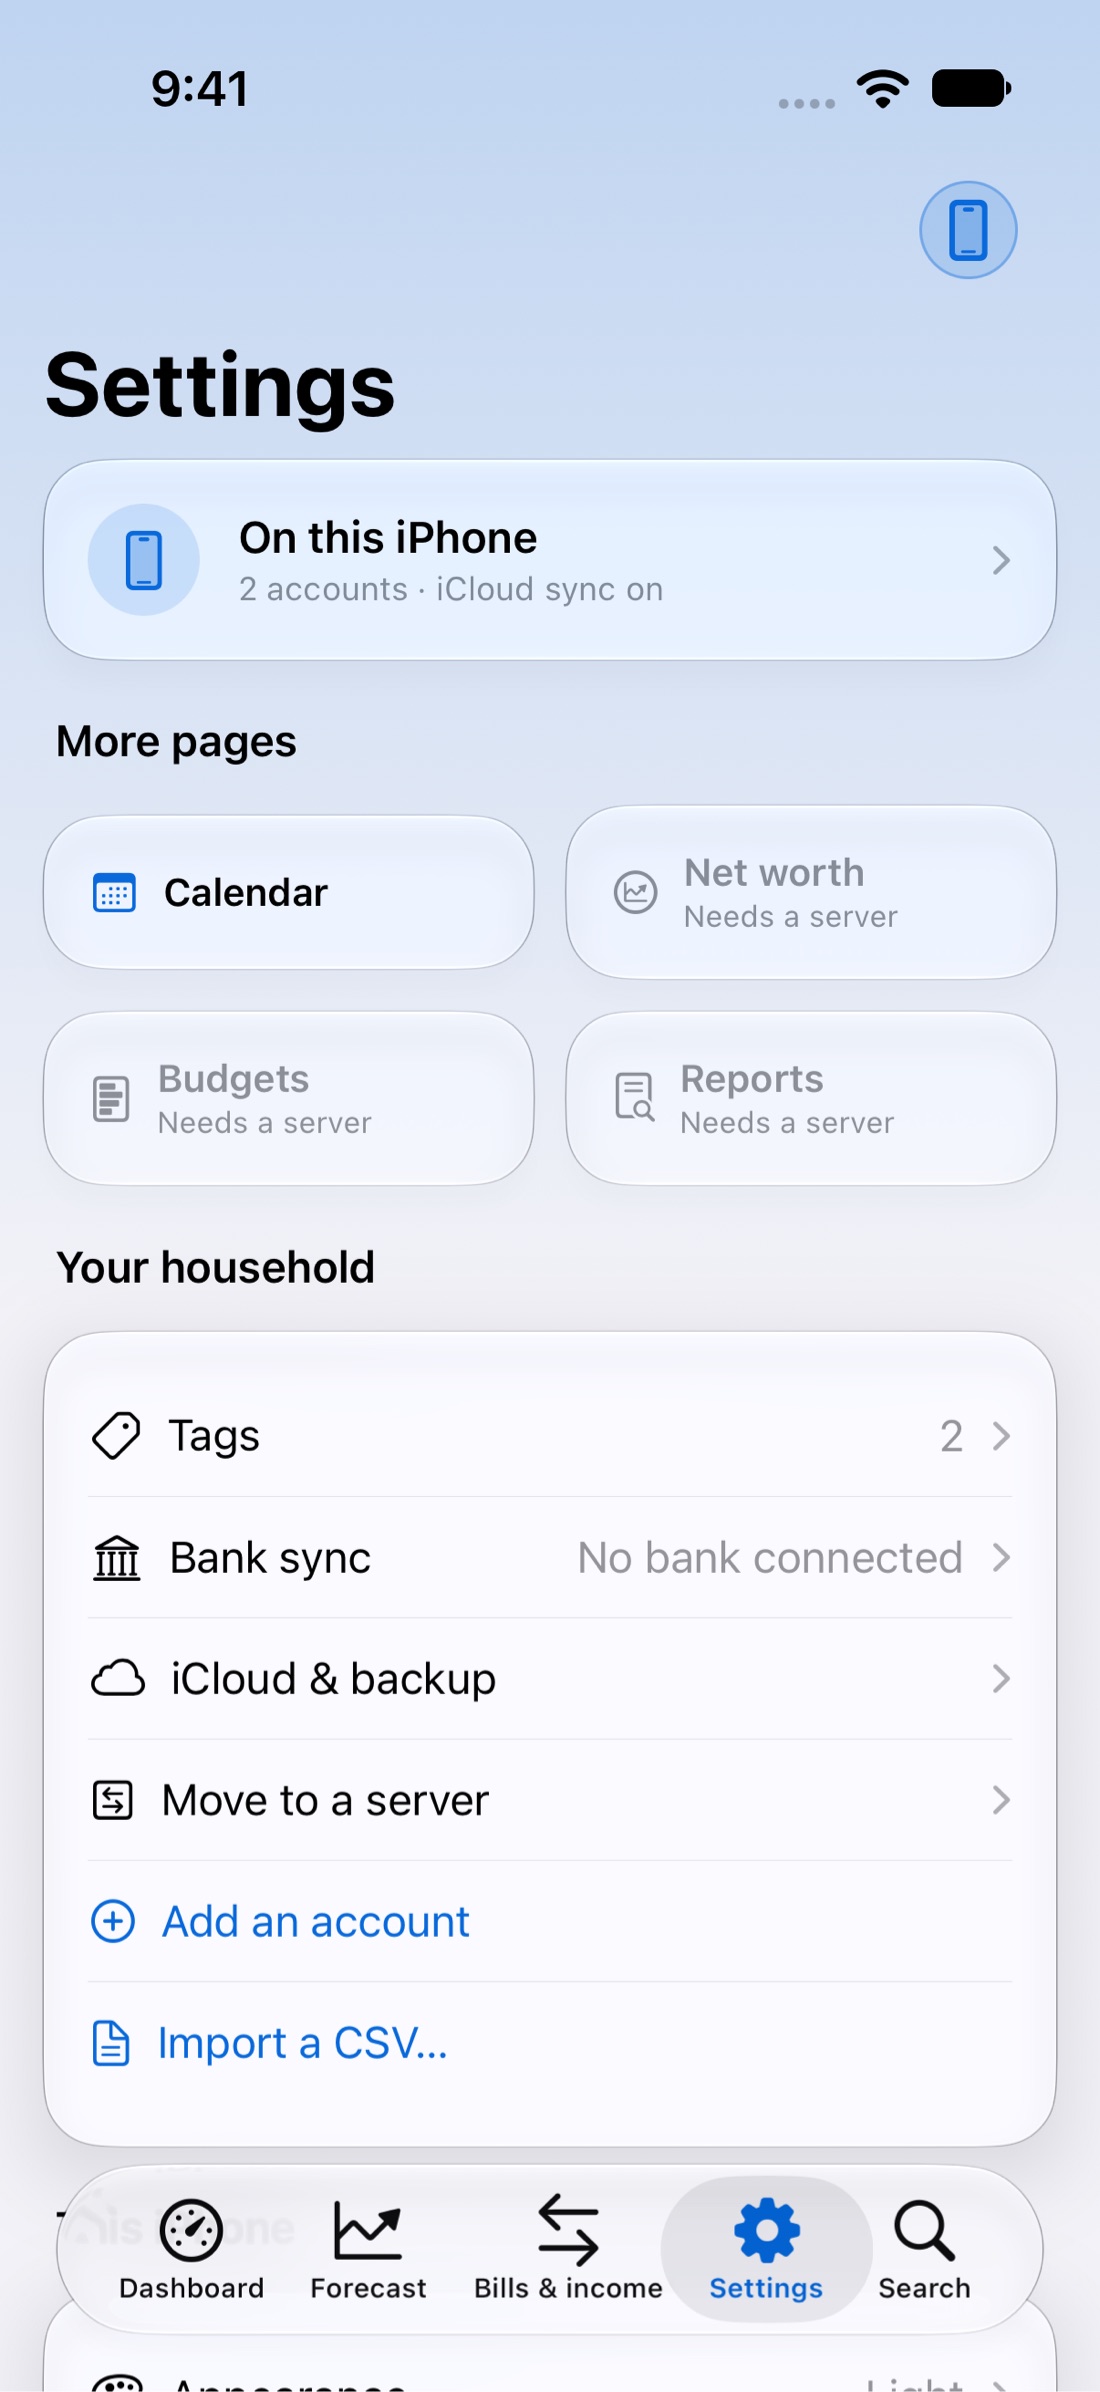 9:41
Settings
On this iPhone
2 accounts · iCloud sync on
More pages
Calendar
Net worth
Needs a server
Budgets
Needs a server
Reports
Needs a server
Your household
Tags 2
Bank sync No bank connected
iCloud & backup
Move to a server
Add an account
Import a CSV...
Dashboard Forecast Bills & income Settings Search
Appearance Light